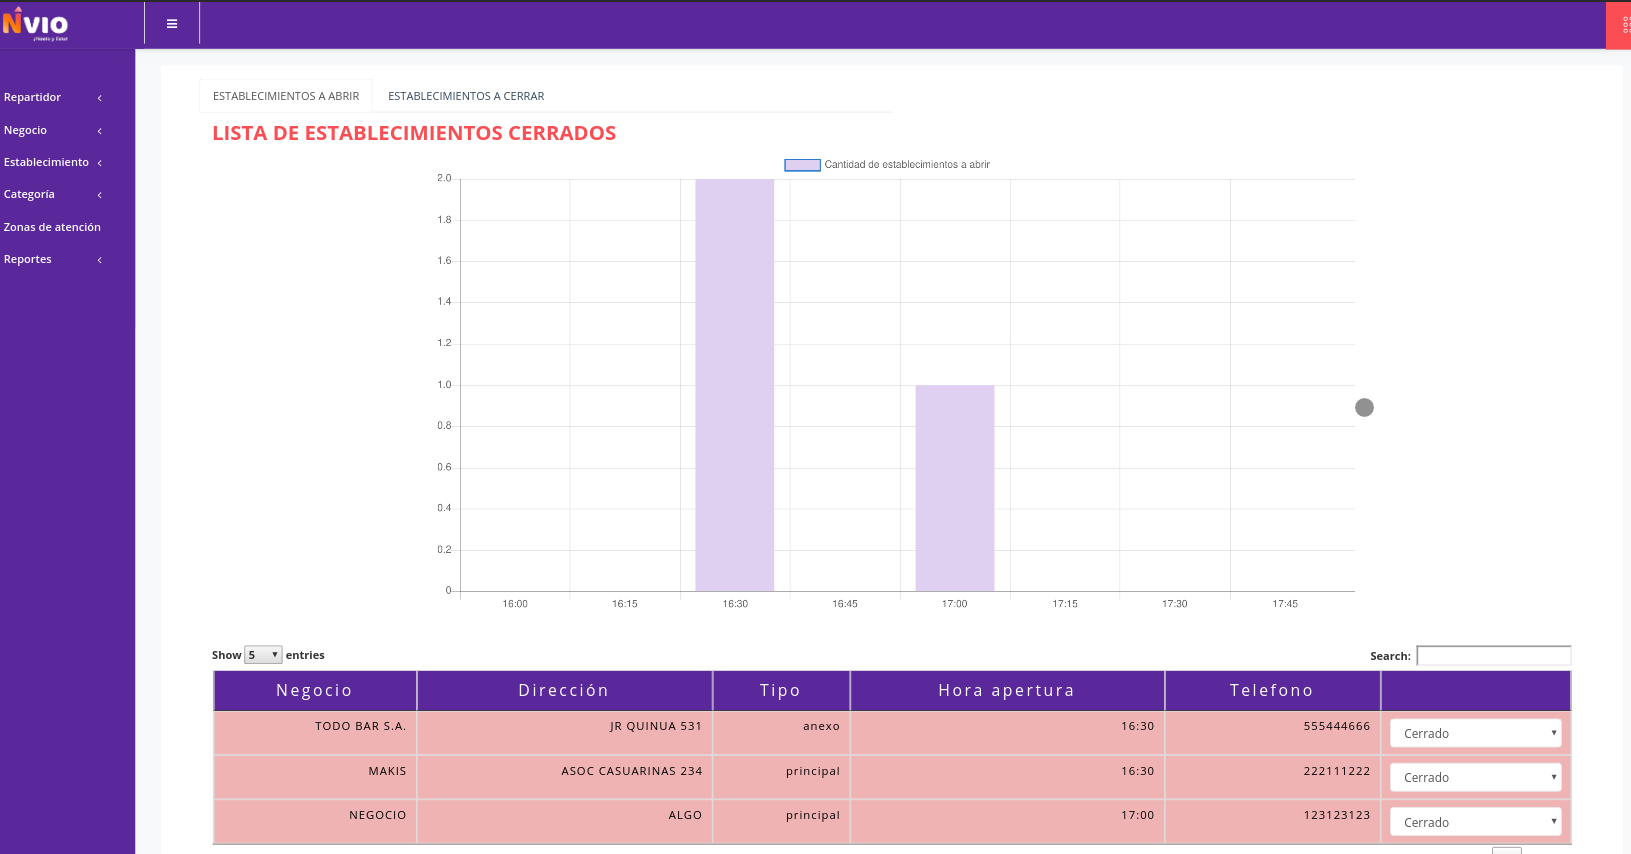 NVIO
¡Pídelo y Listo!
Repartidor
Negocio
Establecimiento
Categoría
Zonas de atención
Reportes
ESTABLECIMIENTOS A ABRIR ESTABLECIMIENTOS A CERRAR
LISTA DE ESTABLECIMIENTOS CERRADOS
Cantidad de establecimientos a abrir
2.0
1.8
1.6
1.4
1.2
1.0
0.8
0.6
0.4
0.2
0
16:00 16:15 16:30 16:45 17:00 17:15 17:30 17:45
Show 5 entries Search:
Negocio Dirección Tipo Hora apertura Telefono
TODO BAR S.A. JR QUINUA 531 anexo 16:30 555444666 Cerrado
MAKIS ASOC CASUARINAS 234 principal 16:30 222111222 Cerrado
NEGOCIO ALGO principal 17:00 123123123 Cerrado